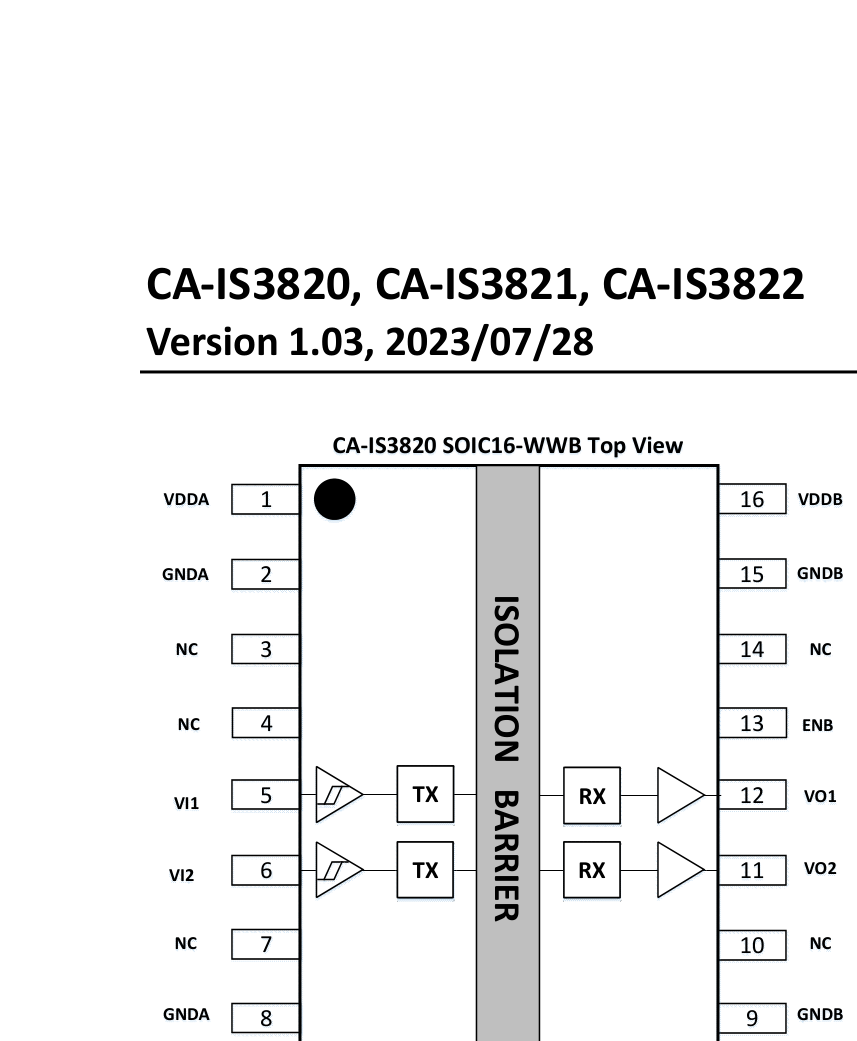 CA-IS3820, CA-IS3821, CA-IS3822
Version 1.03, 2023/07/28
CA-IS3820 SOIC16-WWB Top View
VDDA 1 16 VDDB
GNDA 2 15 GNDB
NC 3 14 NC
NC 4 13 ENB
VI1 5 TX RX 12 VO1
VI2 6 TX RX 11 VO2
NC 7 10 NC
GNDA 8 9 GNDB
ISOLATION BARRIER